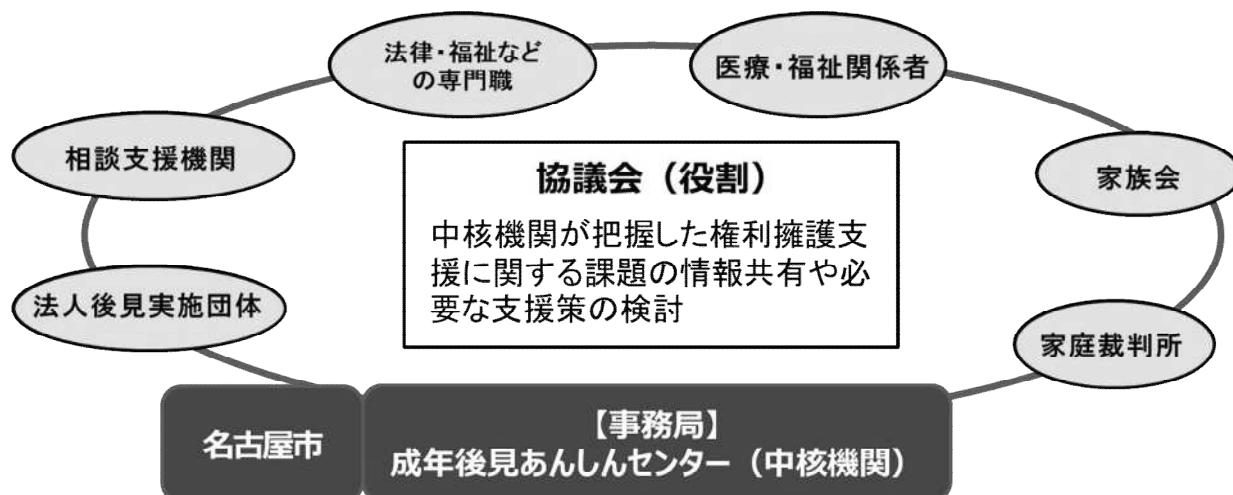 法律・福祉など
の専門職
医療・福祉関係者
相談支援機関
家族会
協議会（役割）
中核機関が把握した権利擁護支
援に関する課題の情報共有や必
要な支援策の検討
法人後見実施団体
家庭裁判所
名古屋市
【事務局】
成年後見あんしんセンター（中核機関）